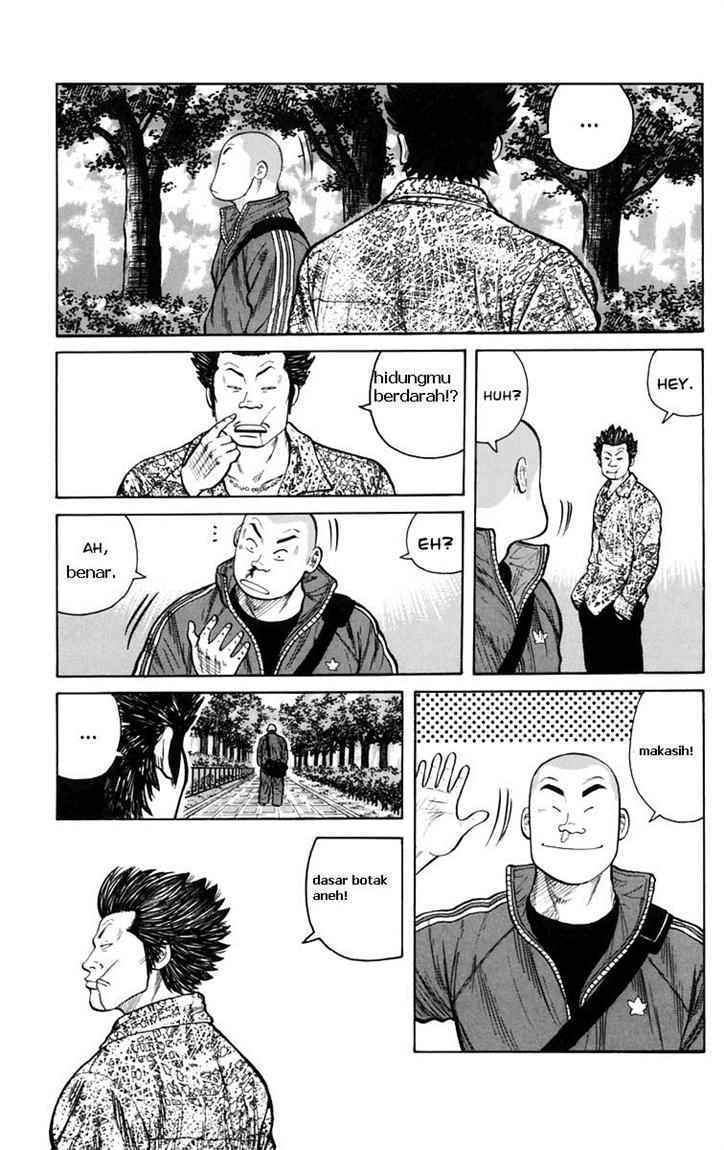 ...
HEY.
HUH?
hidungmu
berdarah!?
EH?
...
AH,
benar.
makasih!
...
dasar botak
aneh!